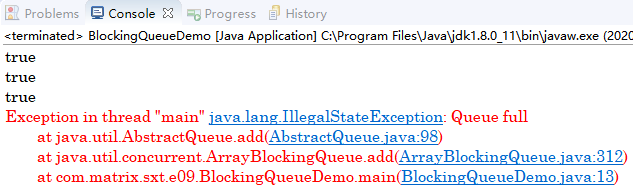 Problems Console Progress History
<terminated> BlockingQueueDemo [Java Application] C:\Program Files\Java\jdk1.8.0_11\bin\javaw.exe (2020
true
true
true
Exception in thread "main" java.lang.IllegalStateException: Queue full
at java.util.AbstractQueue.add(AbstractQueue.java:98)
at java.util.concurrent.ArrayBlockingQueue.add(ArrayBlockingQueue.java:312)
at com.matrix.sxt.e09.BlockingQueueDemo.main(BlockingQueueDemo.java:13)